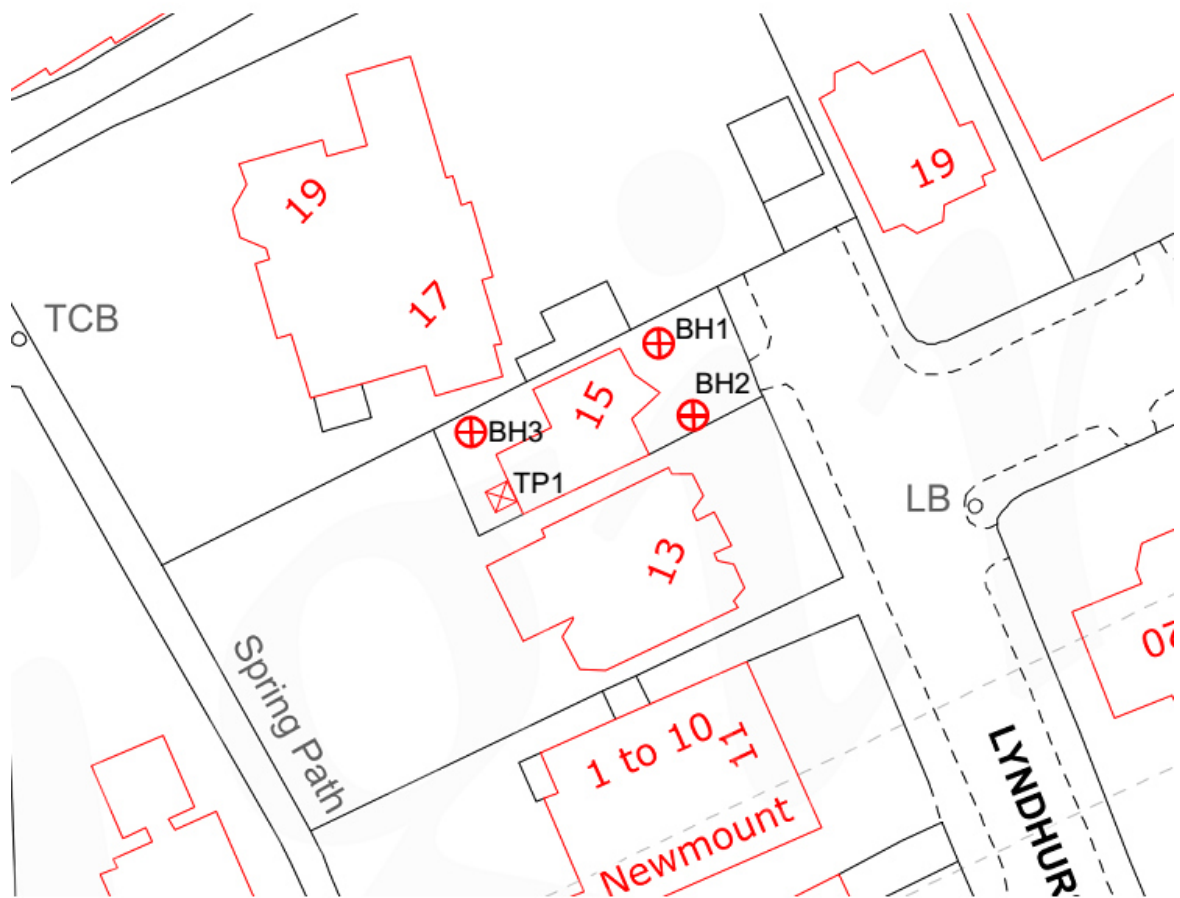 19
19
17
TCB
BH1
BH2
15
BH3
TP1
LB
13
20
Spring Path
1 to 10
11
Newmount
LYNDHUR